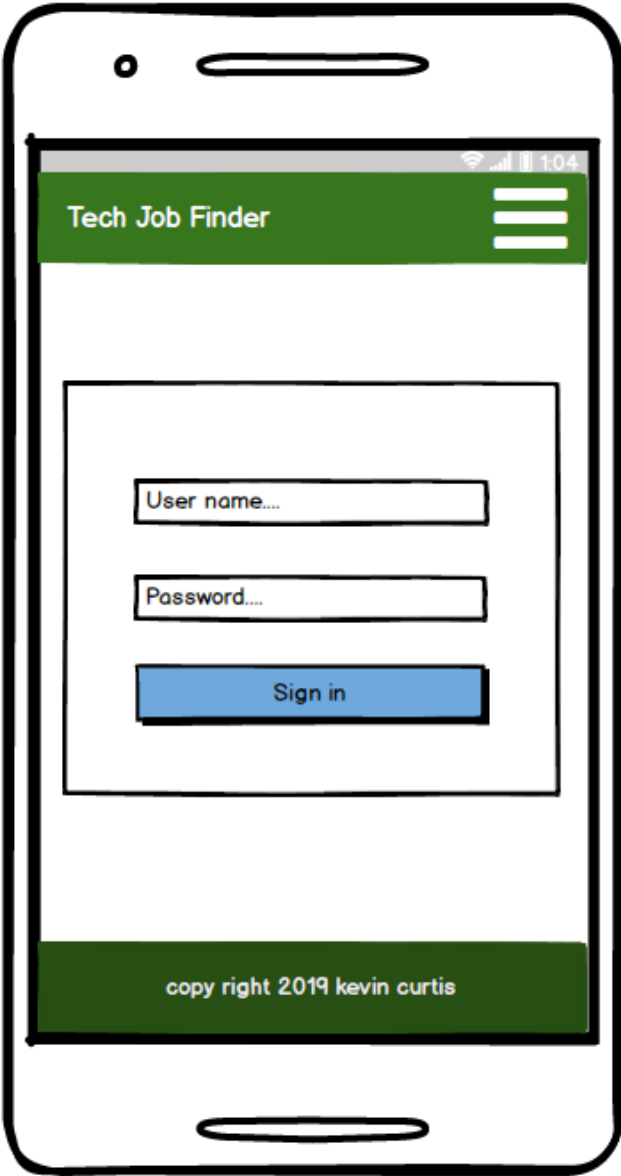 1:04
Tech Job Finder
User name....
Password....
Sign in
copy right 2019 kevin curtis